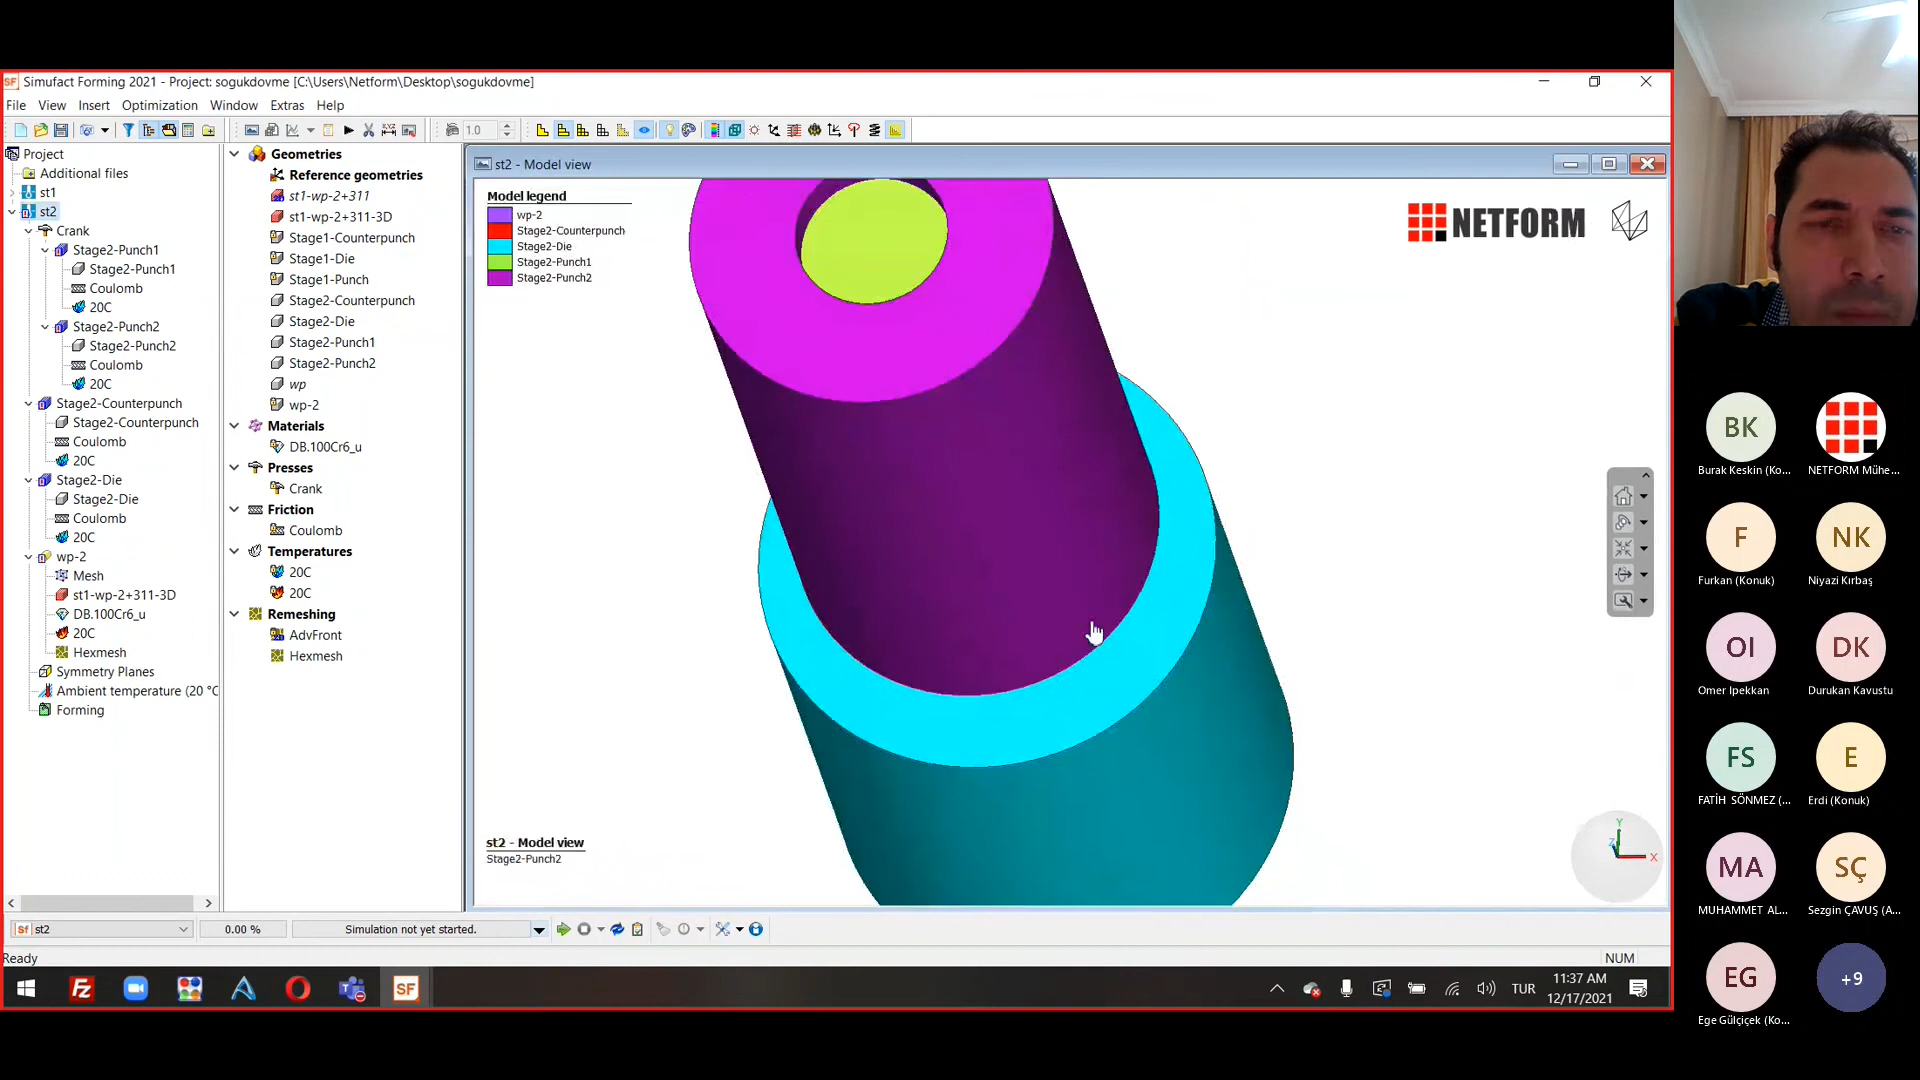 Simufact Forming 2021 - Project: sogukdovme [C:\Users\Netform\Desktop\sogukdovme]
File View Insert Optimization Window Extras Help
1.0
Project
Additional files
st1
st2
Crank
Stage2-Punch1
Stage2-Punch1
Coulomb
20C
Stage2-Punch2
Stage2-Punch2
Coulomb
20C
Stage2-Counterpunch
Stage2-Counterpunch
Coulomb
20C
Stage2-Die
Stage2-Die
Coulomb
20C
wp-2
Mesh
st1-wp-2+311-3D
DB.100Cr6_u
20C
Hexmesh
Symmetry Planes
Ambient temperature (20 °C
Forming
Geometries
Reference geometries
st1-wp-2+311
st1-wp-2+311-3D
Stage1-Counterpunch
Stage1-Die
Stage1-Punch
Stage2-Counterpunch
Stage2-Die
Stage2-Punch1
Stage2-Punch2
wp
wp-2
Materials
DB.100Cr6_u
Presses
Crank
Friction
Coulomb
Temperatures
20C
20C
Remeshing
AdvFront
Hexmesh
st2 - Model view
Model legend
wp-2
Stage2-Counterpunch
Stage2-Die
Stage2-Punch1
Stage2-Punch2
NETFORM
st2 - Model view
Stage2-Punch2
Y
Z
X
st2
0.00 %
Simulation not yet started.
Ready
NUM
TUR
11:37 AM
12/17/2021
BK
Burak Keskin (Ko...
NETFORM Mühe...
F
Furkan (Konuk)
NK
Niyazi Kırbaş
OI
Omer Ipekkan
DK
Durukan Kavustu
FS
FATİH SÖNMEZ (...
E
Erdi (Konuk)
MA
MUHAMMET AL...
SÇ
Sezgin ÇAVUŞ (A...
EG
Ege Gülçiçek (Ko...
+9